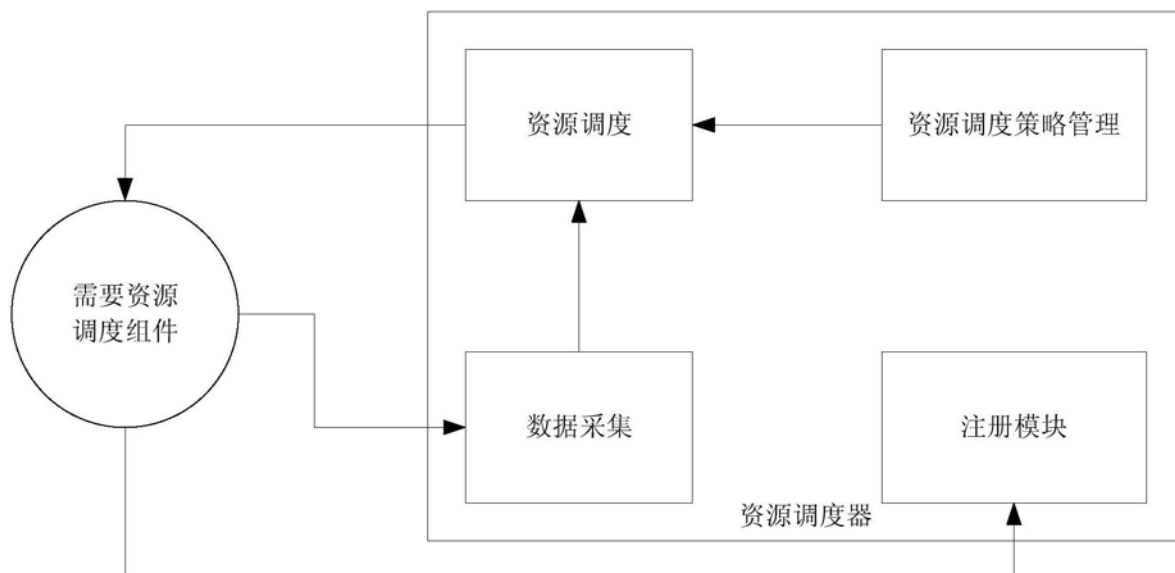 资源调度
资源调度策略管理
需要资源
调度组件
数据采集
注册模块
资源调度器